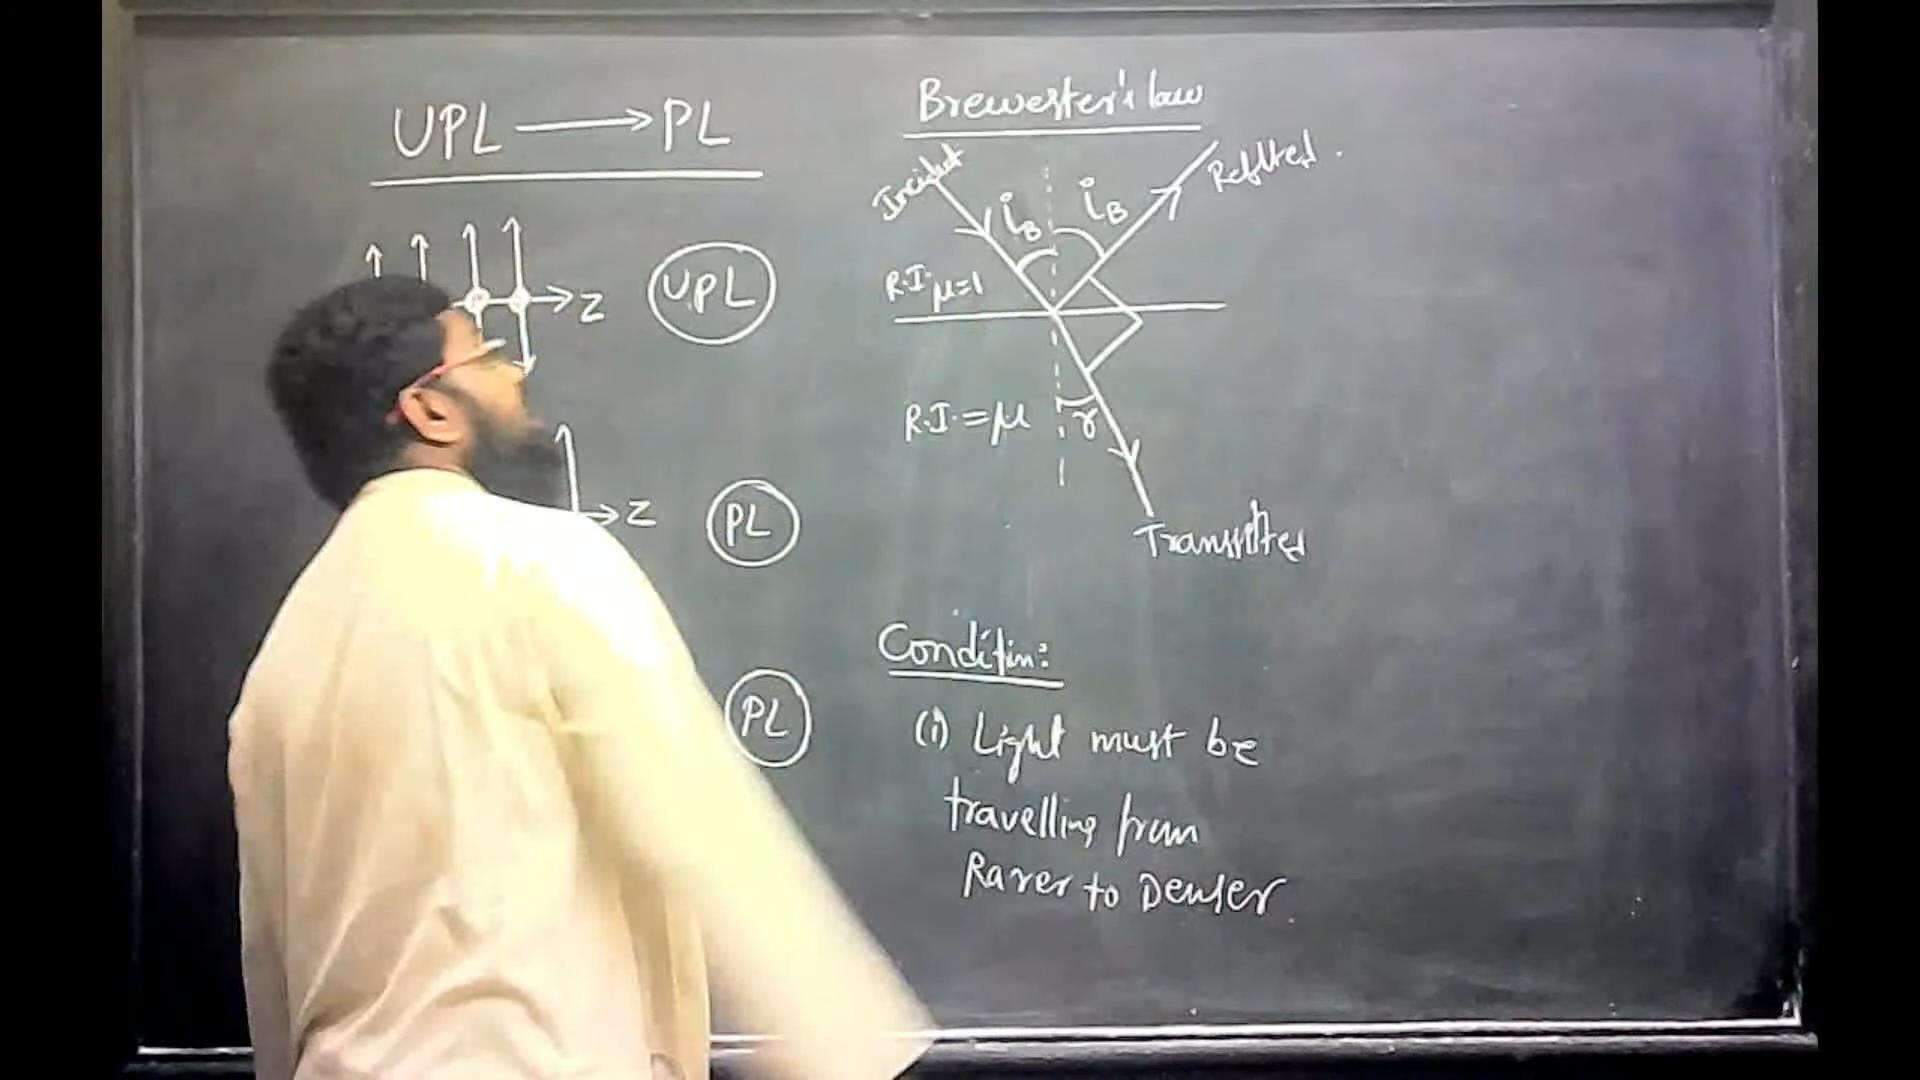 UPL → PL
UPL
Z
PL
Z
PL
Brewester's law
Incident
Reflected.
iB iB
R.I. μ=1
R.I. = μ
r
Transmitted
Condition:
(i) Light must be
travelling from
Rarer to Denser